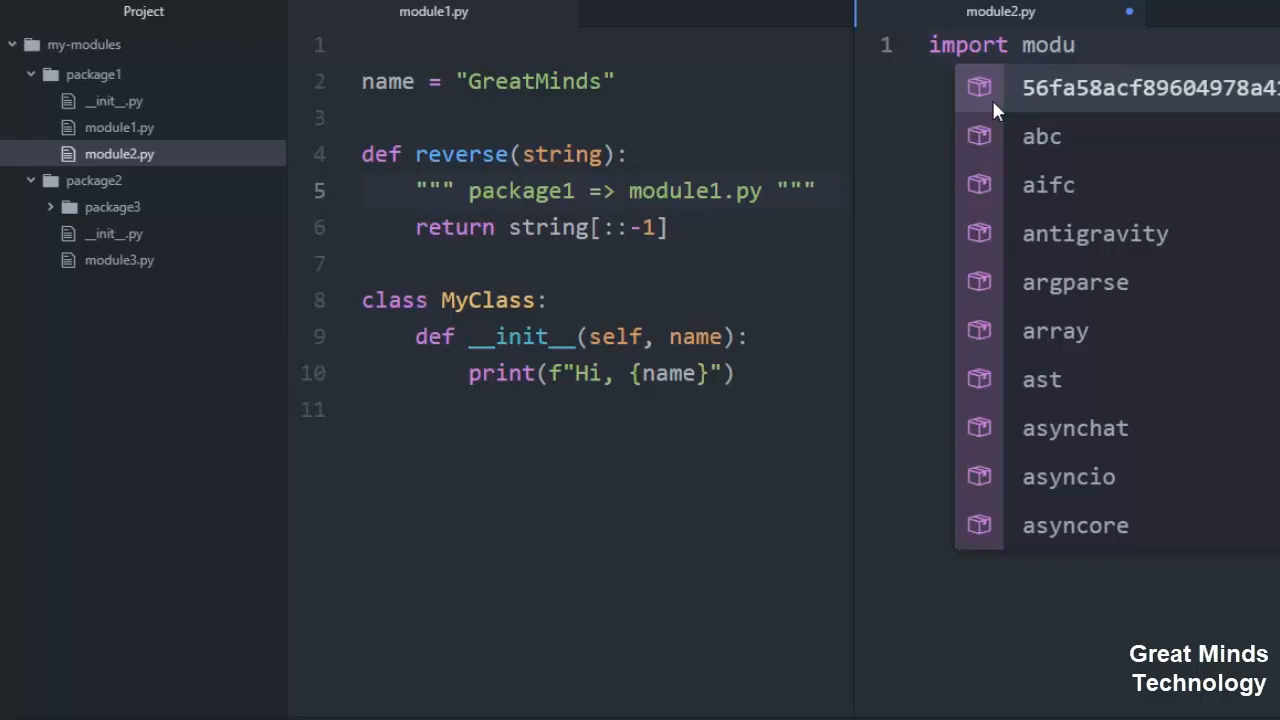 Project
my-modules
package1
__init__.py
module1.py
module2.py
package2
package3
__init__.py
module3.py
module1.py
1
2 name = "GreatMinds"
3
4 def reverse(string):
5 """ package1 => module1.py """
6 return string[::-1]
7
8 class MyClass:
9 def __init__(self, name):
10 print(f"Hi, {name}")
11
module2.py
1 import modu
56fa58acf89604978a41
abc
aifc
antigravity
argparse
array
ast
asynchat
asyncio
asyncore
Great Minds
Technology